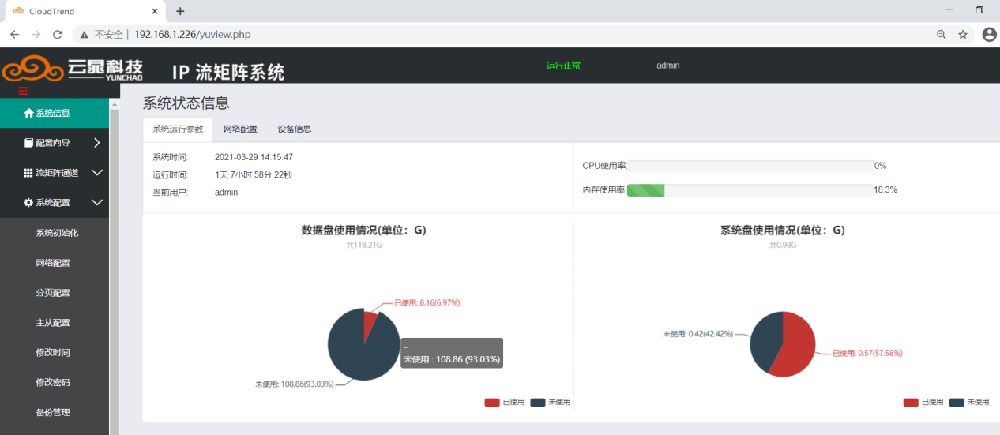 CloudTrend
不安全 | 192.168.1.226/yuview.php
云晁科技
YUNCHAO
IP 流矩阵系统
运行正常
admin
系统信息
配置向导
流矩阵通道
系统配置
系统初始化
网络配置
分页配置
主从配置
修改时间
修改密码
备份管理
系统状态信息
系统运行参数 网络配置 设备信息
系统时间: 2021-03-29 14:15:47
运行时间: 1天 7小时 58分 22秒
当前用户: admin
CPU使用率: 0%
内存使用率: 18.3%
数据盘使用情况(单位：G)
共118.21G
已使用: 8.16(6.97%)
-
未使用 : 108.86 (93.03%)
未使用: 108.86(93.03%)
已使用 未使用
系统盘使用情况(单位：G)
共0.98G
未使用: 0.42(42.42%)
已使用: 0.57(57.58%)
已使用 未使用